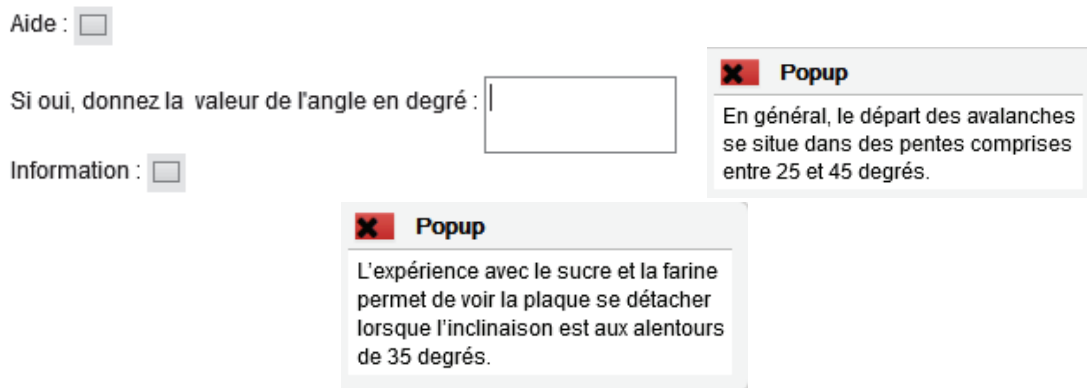 Aide :
Si oui, donnez la valeur de l'angle en degré :
Information :
Popup
En général, le départ des avalanches
se situe dans des pentes comprises
entre 25 et 45 degrés.
Popup
L'expérience avec le sucre et la farine
permet de voir la plaque se détacher
lorsque l'inclinaison est aux alentours
de 35 degrés.